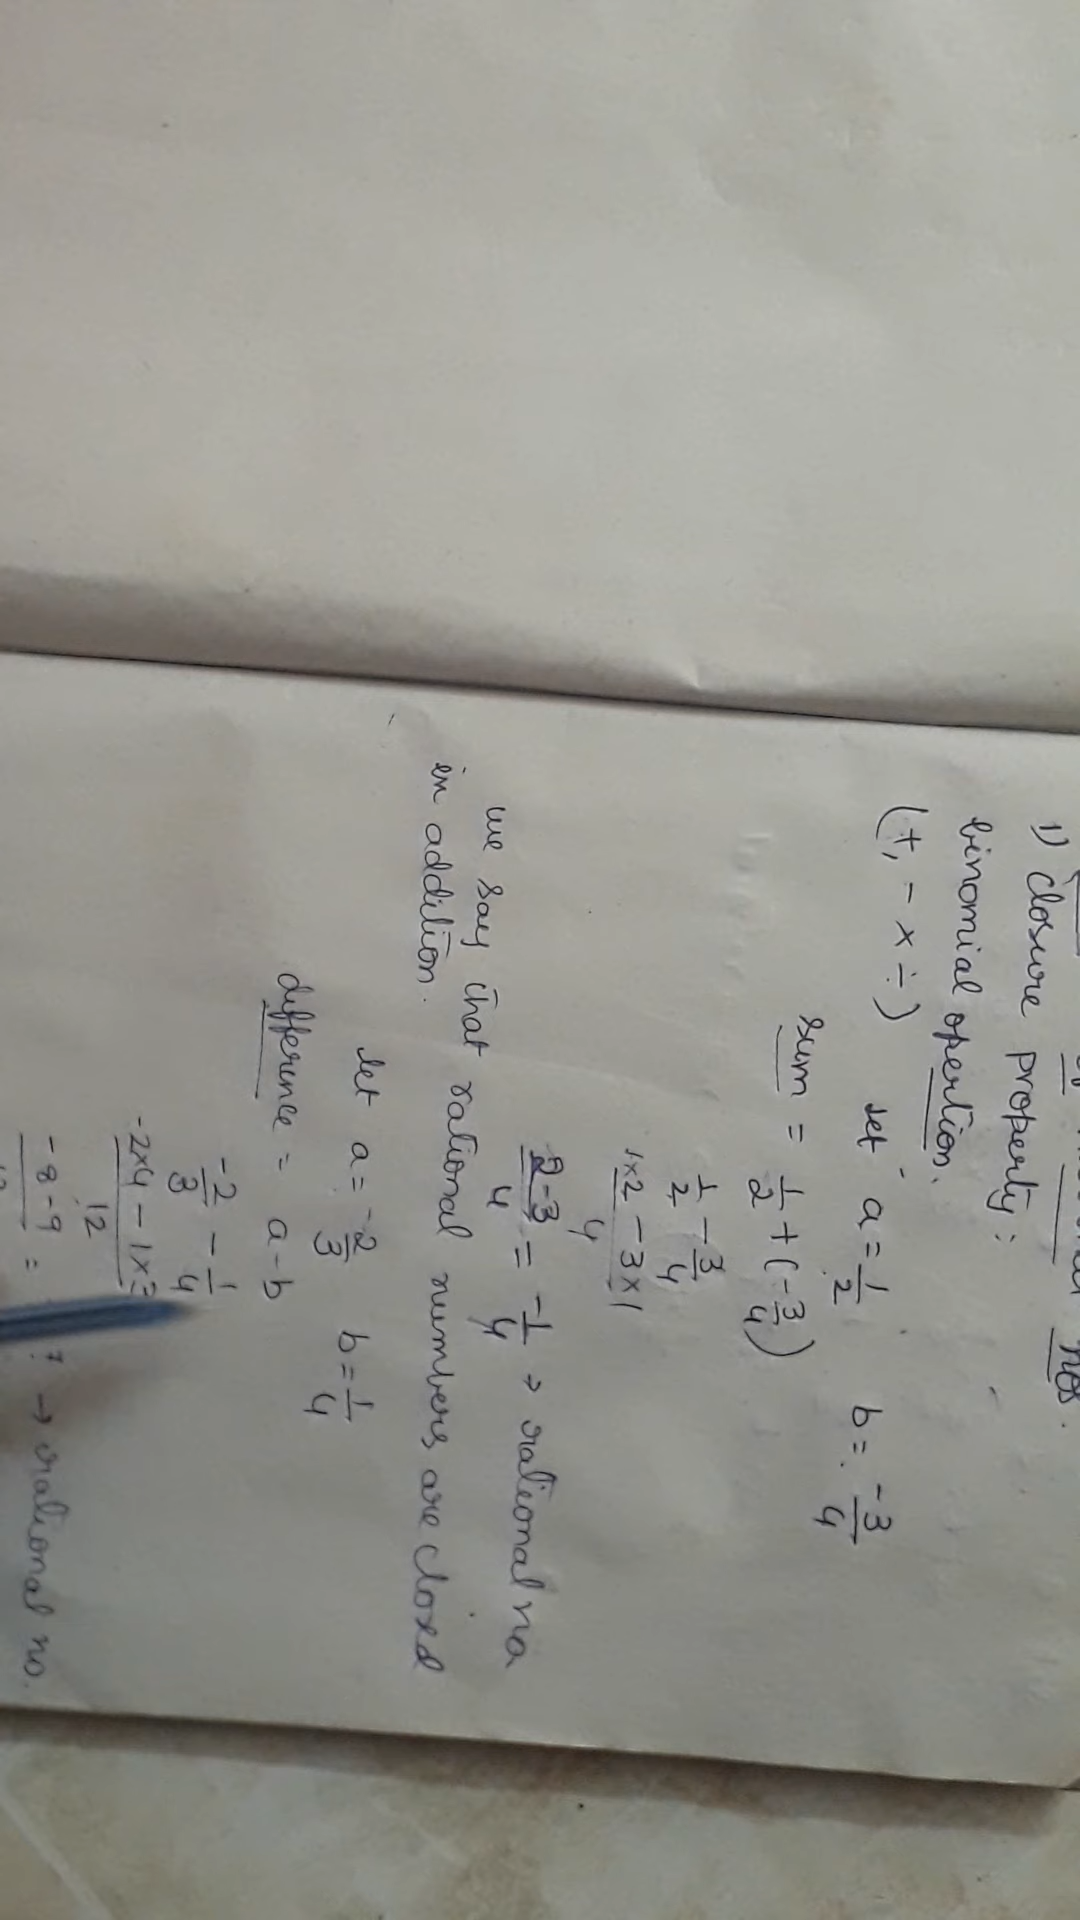 nos.
1) Closure property:
binomial opertion.
(+, - × ÷)
let a = 1/2 b = -3/4
sum = 1/2 + (-3/4)
1/2 - 3/4
1×2 - 3×1 / 4
2-3/4 = -1/4 → rational no
we say that rational numbers are closed
in addition.
let a = -2/3 b = 1/4
difference = a-b
-2/3 - 1/4
-2×4 - 1×3 / 12
-8-9 = → rational no.